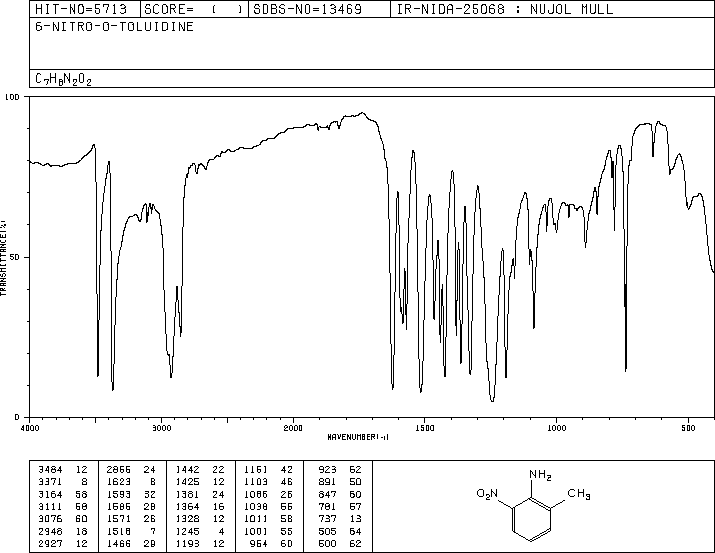 HIT-NO=5713 SCORE= ( ) SDBS-NO=13469 IR-NIDA-25068 : NUJOL MULL
6-NITRO-O-TOLUIDINE
C7H8N2O2
100
50
0
TRANSMITTANCE(%)
4000 3000 2000 1500 1000 500
WAVENUMBER(-1)
3484 12 2866 24 1442 22 1161 42 923 62
3371 8 1623 8 1425 12 1103 46 891 50
3164 58 1593 32 1381 24 1086 26 847 60
3111 58 1586 28 1364 16 1038 56 781 57
3076 60 1571 26 1328 12 1011 58 737 13
2946 18 1518 7 1245 4 1001 55 505 64
2927 12 1466 29 1193 12 954 60 500 62
NH2
O2N CH3